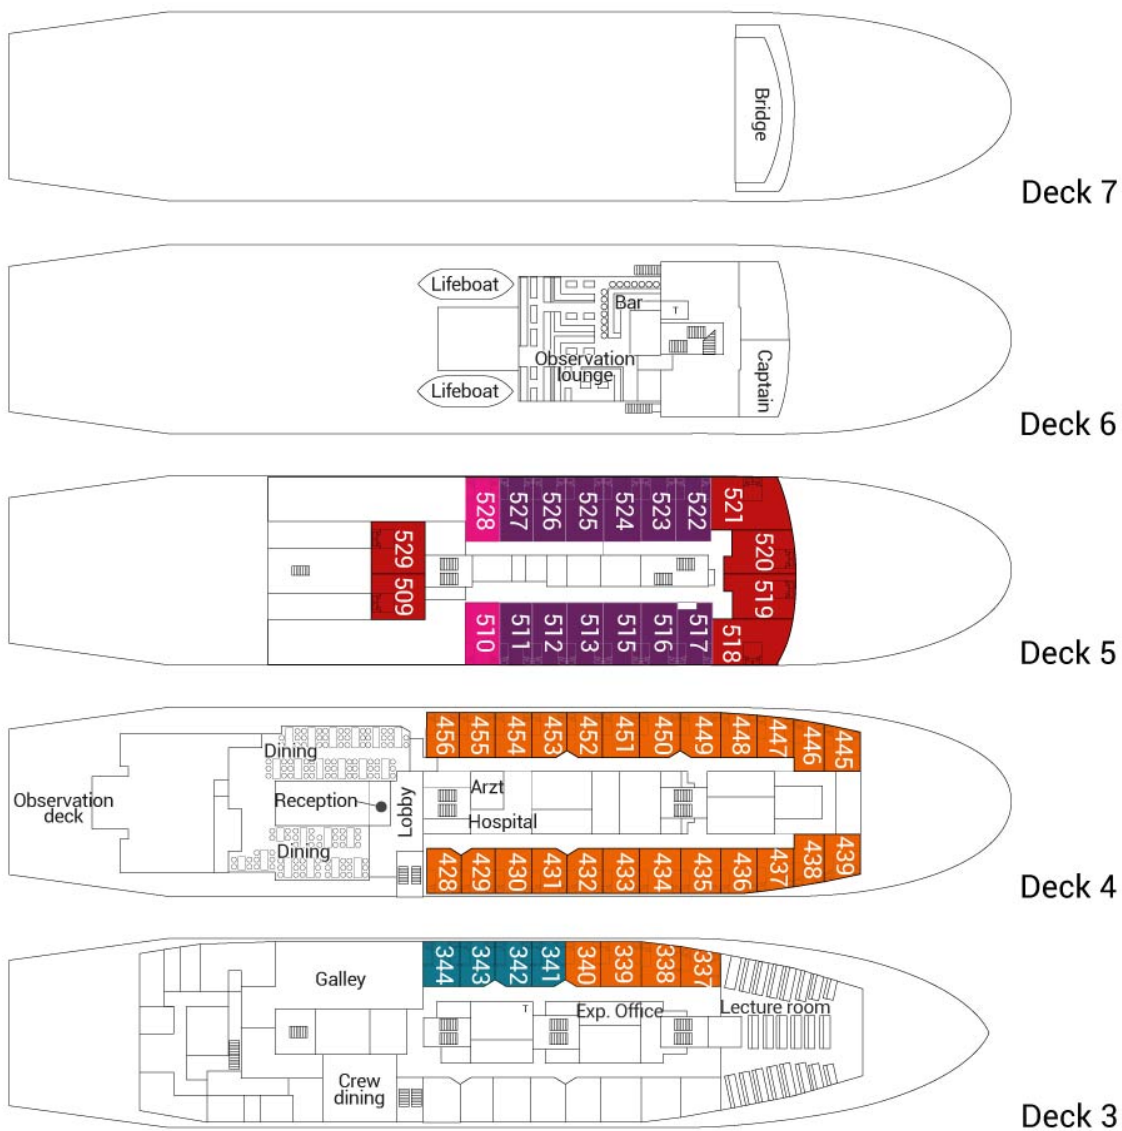 Bridge
Deck 7
Lifeboat
Bar
T
Observation
lounge
Captain
Lifeboat
Deck 6
528
527
526
525
524
523
522
521
529
520
509
519
510
511
512
513
515
516
517
518
Deck 5
456
455
454
453
452
451
450
449
448
447
446
445
Dining
Observation
deck
Reception
Lobby
Arzt
Hospital
Dining
428
429
430
431
432
433
434
435
436
437
438
439
Deck 4
344
343
342
341
340
339
338
337
Galley
T
Exp. Office
Lecture room
Crew
dining
Deck 3